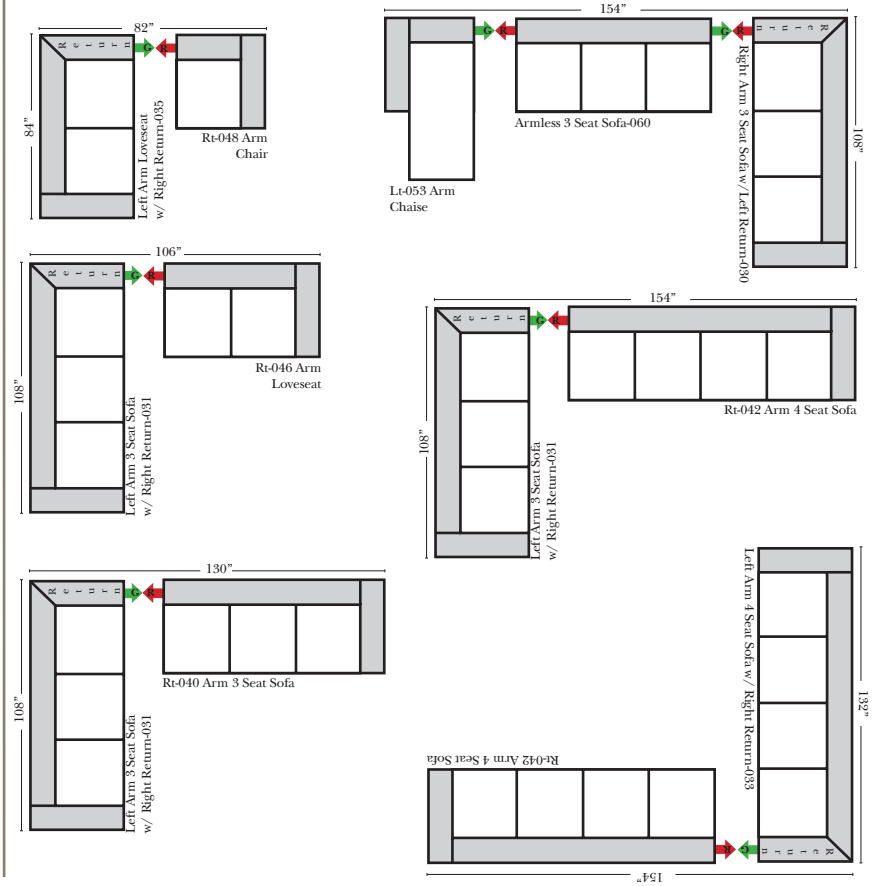 82”
Return
G R
84”
Left Arm Loveseat
w/ Right Return-035
Rt-048 Arm
Chair
154”
G R
G R
Return
Armless 3 Seat Sofa-060
Lt-053 Arm
Chaise
Right Arm 3 Seat Sofa w/Left Return-030
108”
106”
Return
G R
108”
Left Arm 3 Seat Sofa
w/ Right Return-031
Rt-046 Arm
Loveseat
154”
Return
G R
108”
Left Arm 3 Seat Sofa
w/ Right Return-031
Rt-042 Arm 4 Seat Sofa
130”
Return
G R
108”
Left Arm 3 Seat Sofa
w/ Right Return-031
Rt-040 Arm 3 Seat Sofa
Left Arm 4 Seat Sofa w/ Right Return-033
132”
Rt-042 Arm 4 Seat Sofa
R G
Return
154”